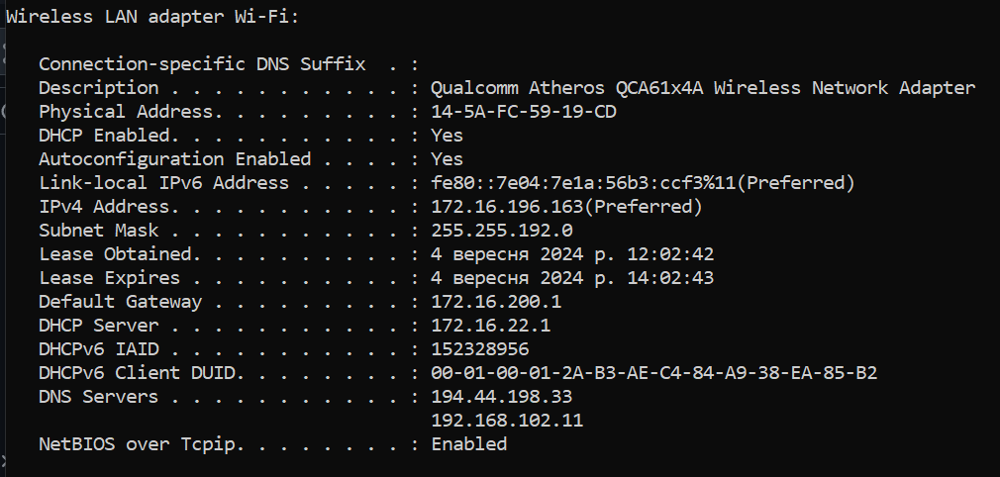 Wireless LAN adapter Wi-Fi:
Connection-specific DNS Suffix  . :
Description . . . . . . . . . . . : Qualcomm Atheros QCA61x4A Wireless Network Adapter
Physical Address. . . . . . . . . : 14-5A-FC-59-19-CD
DHCP Enabled. . . . . . . . . . . : Yes
Autoconfiguration Enabled . . . . : Yes
Link-local IPv6 Address . . . . . : fe80::7e04:7e1a:56b3:ccf3%11(Preferred)
IPv4 Address. . . . . . . . . . . : 172.16.196.163(Preferred)
Subnet Mask . . . . . . . . . . . : 255.255.192.0
Lease Obtained. . . . . . . . . . : 4 вересня 2024 р. 12:02:42
Lease Expires . . . . . . . . . . : 4 вересня 2024 р. 14:02:43
Default Gateway . . . . . . . . . : 172.16.200.1
DHCP Server . . . . . . . . . . . : 172.16.22.1
DHCPv6 IAID . . . . . . . . . . . : 152328956
DHCPv6 Client DUID. . . . . . . . : 00-01-00-01-2A-B3-AE-C4-84-A9-38-EA-85-B2
DNS Servers . . . . . . . . . . . : 194.44.198.33
192.168.102.11
NetBIOS over Tcpip. . . . . . . . : Enabled